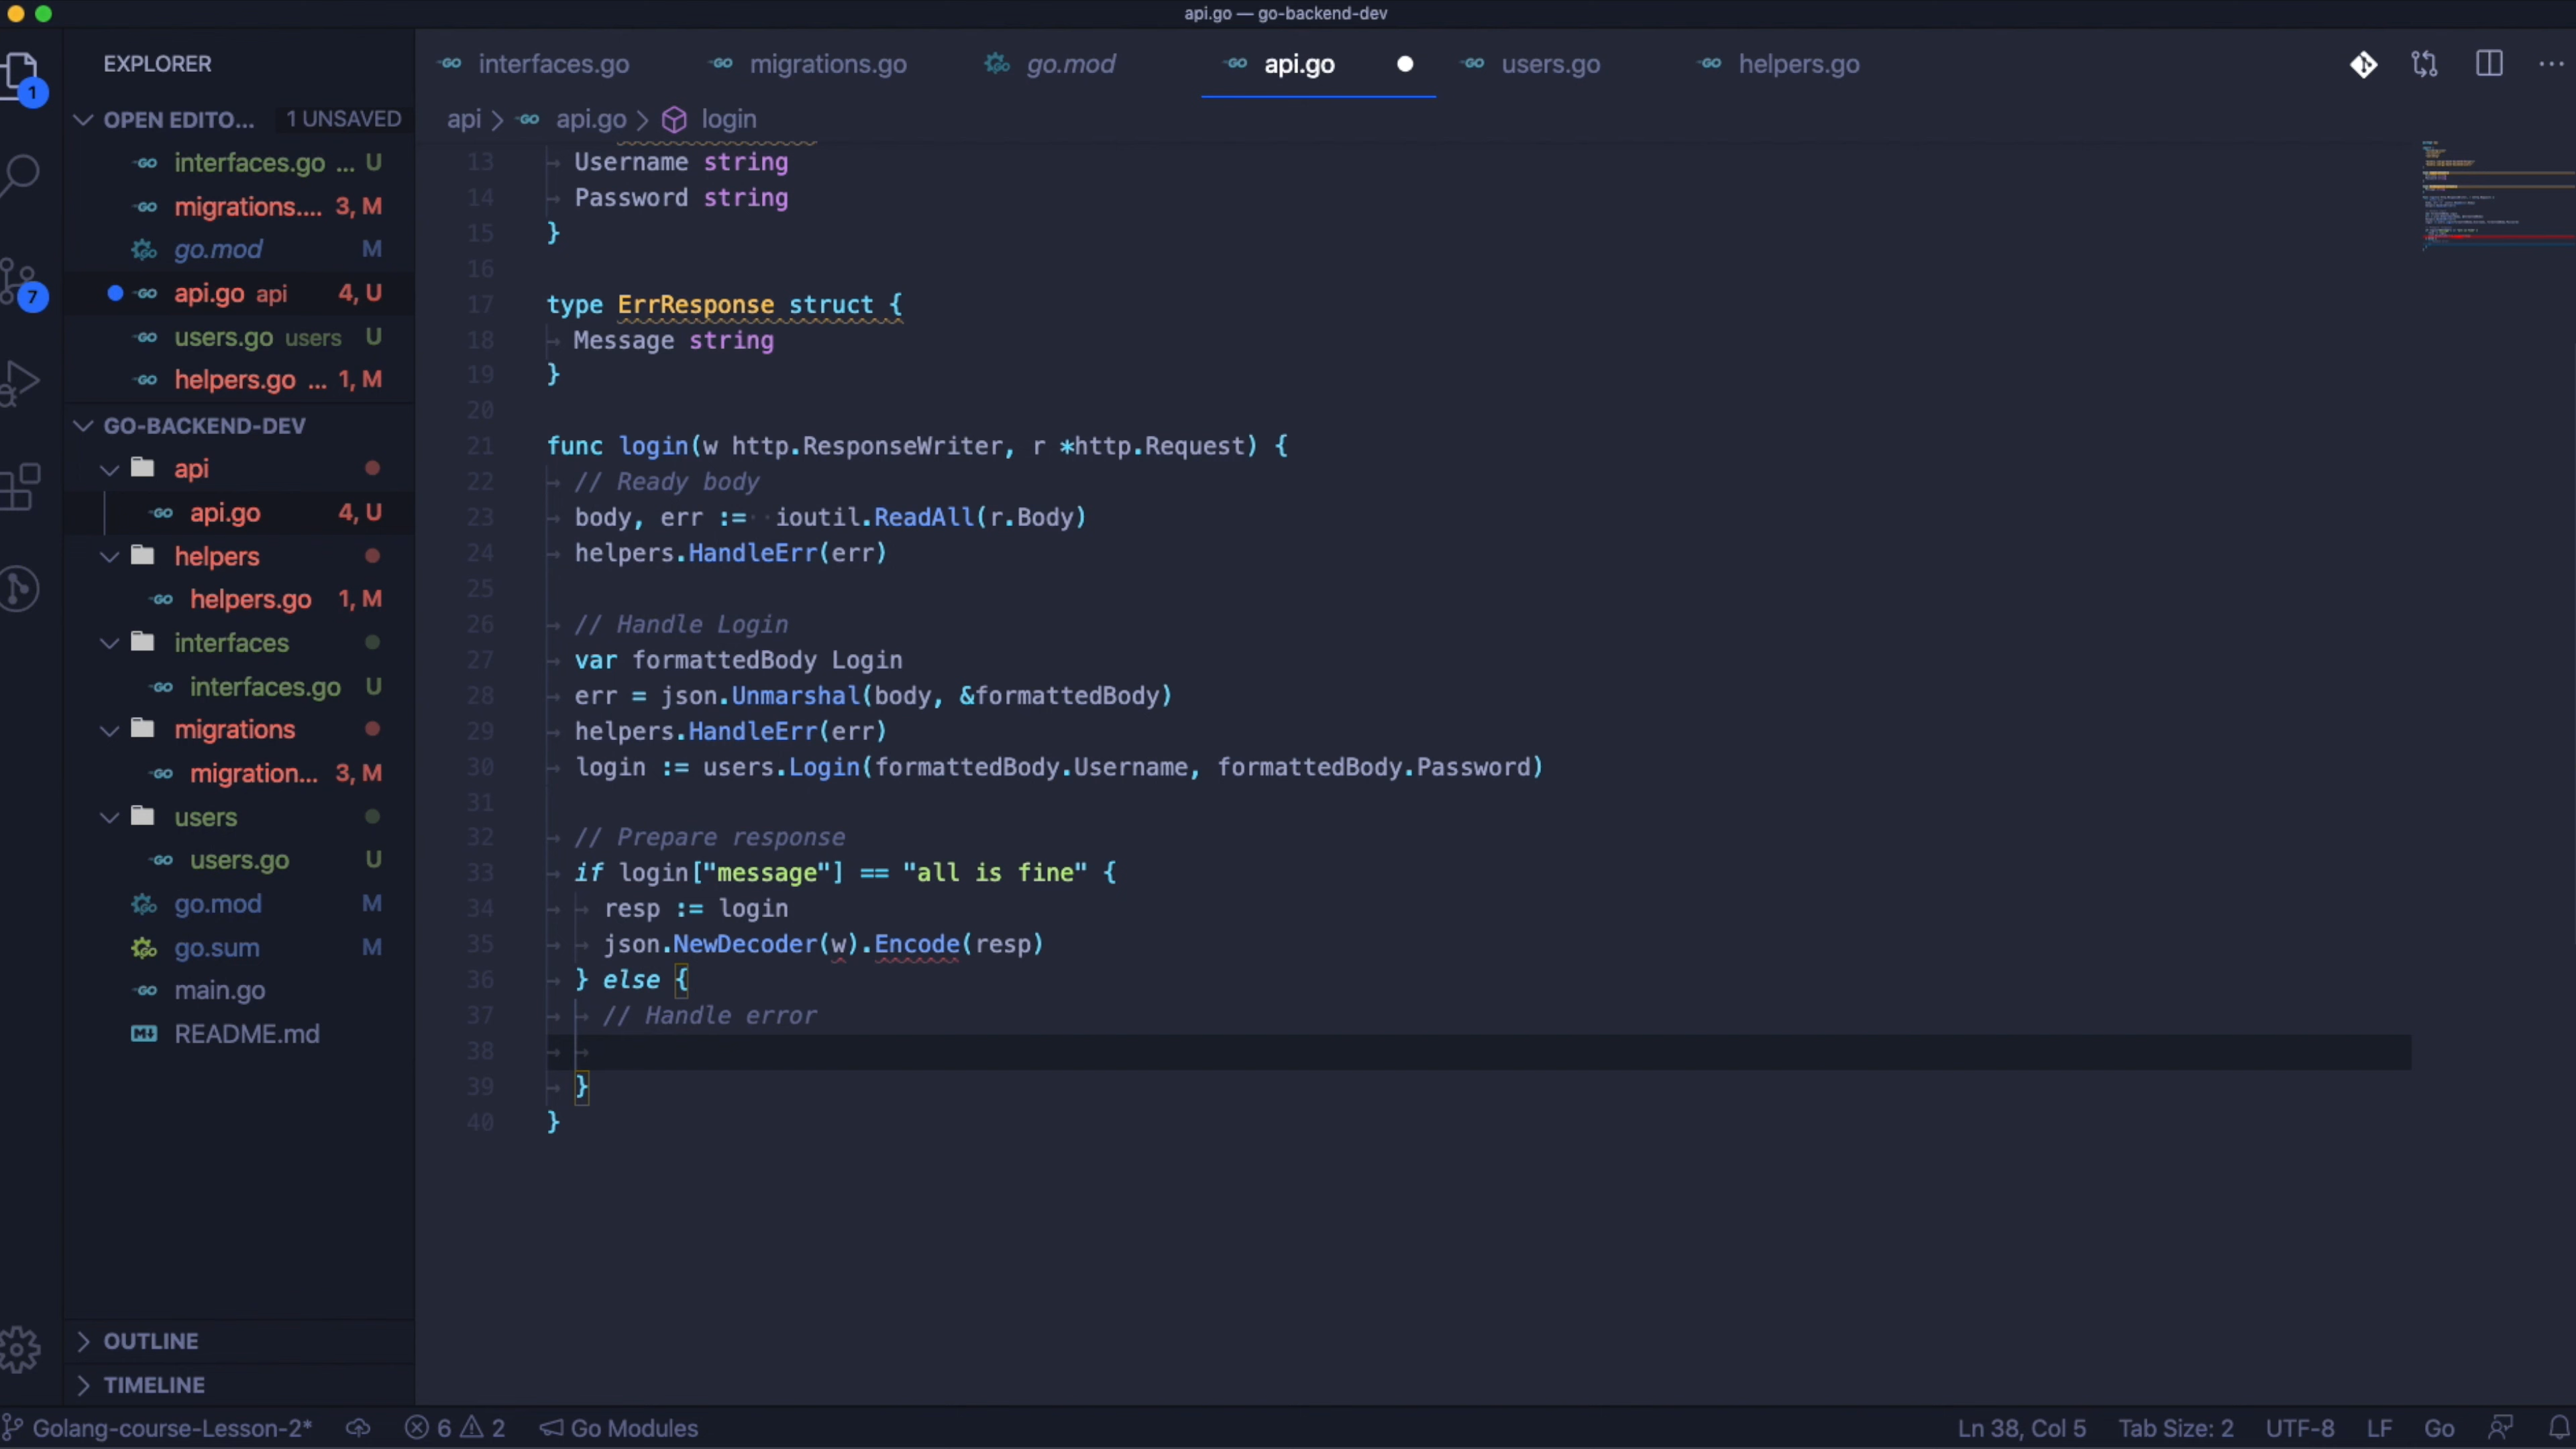 api.go — go-backend-dev
EXPLORER
interfaces.go
migrations.go
go.mod
api.go
users.go
helpers.go
1
OPEN EDITO... 1 UNSAVED
api > api.go > login
interfaces.go ... U
migrations.... 3, M
go.mod M
api.go api 4, U
users.go users U
helpers.go ... 1, M
7
GO-BACKEND-DEV
api
api.go 4, U
helpers
helpers.go 1, M
interfaces
interfaces.go U
migrations
migration... 3, M
users
users.go U
go.mod M
go.sum M
main.go
README.md
OUTLINE
TIMELINE
13 Username string
14 Password string
15 }
16
17 type ErrResponse struct {
18 Message string
19 }
20
21 func login(w http.ResponseWriter, r *http.Request) {
22 // Ready body
23 body, err := ioutil.ReadAll(r.Body)
24 helpers.HandleErr(err)
25
26 // Handle Login
27 var formattedBody Login
28 err = json.Unmarshal(body, &formattedBody)
29 helpers.HandleErr(err)
30 login := users.Login(formattedBody.Username, formattedBody.Password)
31
32 // Prepare response
33 if login["message"] == "all is fine" {
34 resp := login
35 json.NewDecoder(w).Encode(resp)
36 } else {
37 // Handle error
38
39 }
40 }
Golang-course-Lesson-2* 6 2 Go Modules Ln 38, Col 5 Tab Size: 2 UTF-8 LF Go